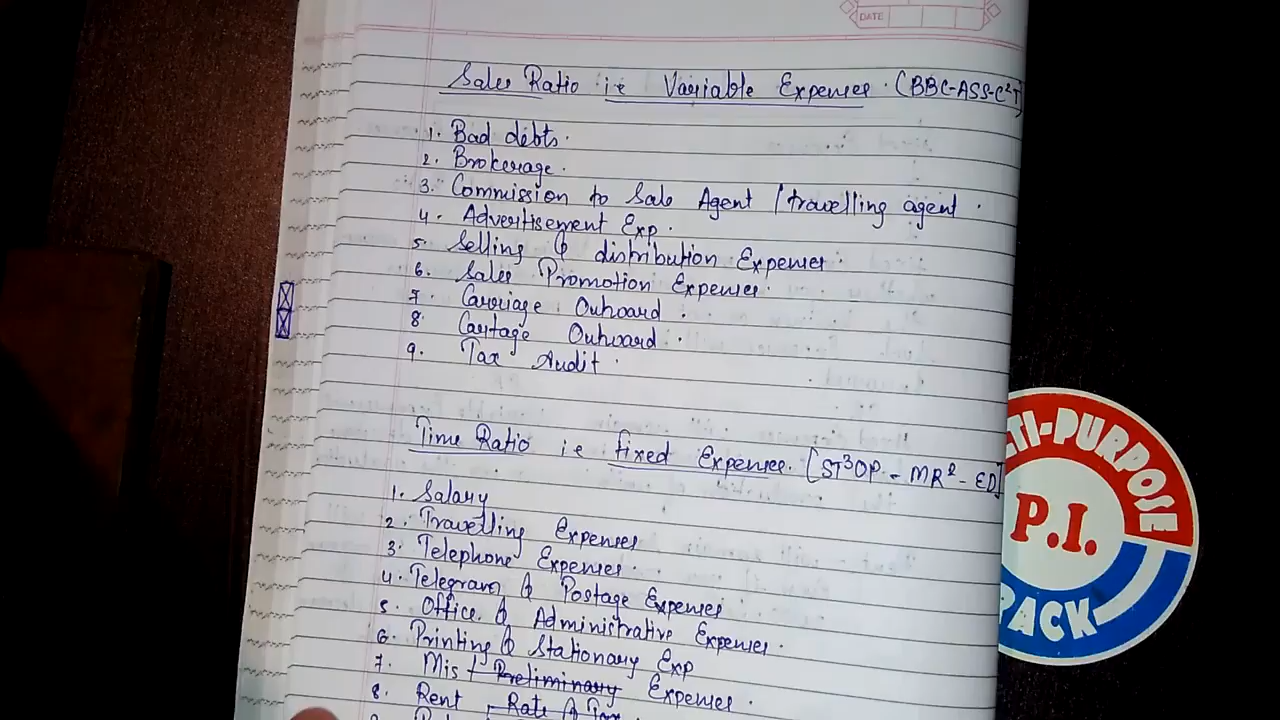 DATE
Sales Ratio ie Variable Expenses. (BBC-ASS-C²T
1. Bad debts.
2. Brokerage.
3. Commission to Sale Agent / travelling agent.
4. Advertisement Exp.
5. Selling & distribution Expenses.
6. Sales Promotion Expenses.
7. Carriage Outward.
8. Cartage Outward.
9. Tax Audit.
Time Ratio ie fixed Expenses. [ST³OP - MR² - ED]
1. Salary
2. Travelling Expenses
3. Telephone Expenses.
4. Telegram & Postage Expenses
5. Office & Administrative Expenses.
6. Printing & Stationary Exp
7. Mis + Preliminary Expenses.
8. Rent, Rate & Tax
TI-PURPOSE
P.I.
PACK